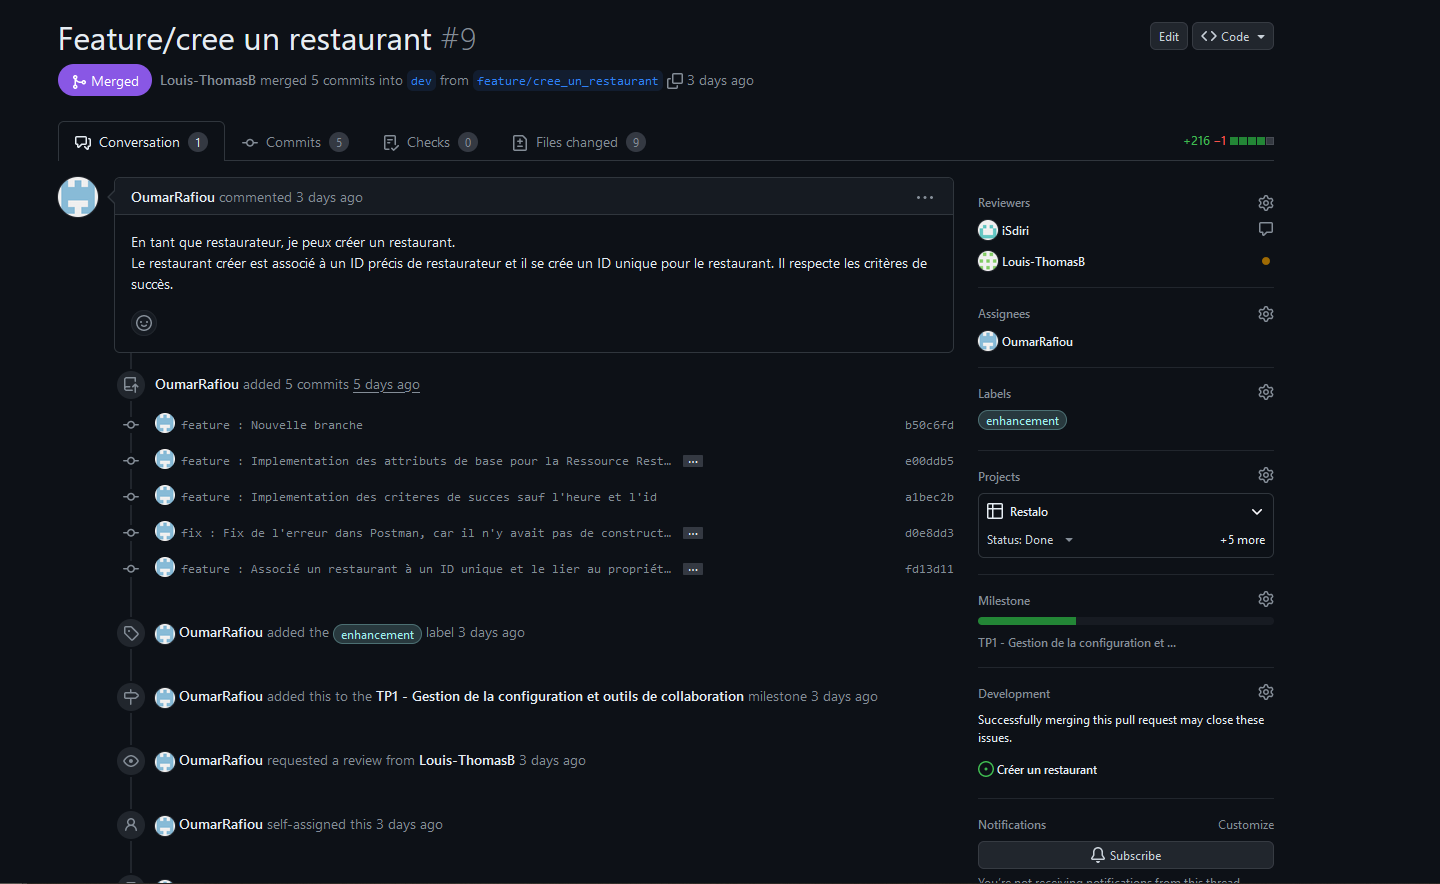 Feature/cree un restaurant #9
Edit
Code
Merged
Louis-ThomasB merged 5 commits into dev from feature/cree_un_restaurant 3 days ago
Conversation 1
Commits 5
Checks 0
Files changed 9
+216 −1
OumarRafiou commented 3 days ago
En tant que restaurateur, je peux créer un restaurant.
Le restaurant créer est associé à un ID précis de restaurateur et il se crée un ID unique pour le restaurant. Il respecte les critères de
succès.
OumarRafiou added 5 commits 5 days ago
feature : Nouvelle branche b50c6fd
feature : Implementation des attributs de base pour la Ressource Rest… … e00ddb5
feature : Implementation des criteres de succes sauf l'heure et l'id a1bec2b
fix : Fix de l'erreur dans Postman, car il n'y avait pas de construct… … d0e8dd3
feature : Associé un restaurant à un ID unique et le lier au propriét… … fd13d11
OumarRafiou added the enhancement label 3 days ago
OumarRafiou added this to the TP1 - Gestion de la configuration et outils de collaboration milestone 3 days ago
OumarRafiou requested a review from Louis-ThomasB 3 days ago
OumarRafiou self-assigned this 3 days ago
Reviewers
iSdiri
Louis-ThomasB
Assignees
OumarRafiou
Labels
enhancement
Projects
Restalo
Status: Done
+5 more
Milestone
TP1 - Gestion de la configuration et ...
Development
Successfully merging this pull request may close these
issues.
Créer un restaurant
Notifications
Customize
Subscribe
You're not receiving notifications from this thread.